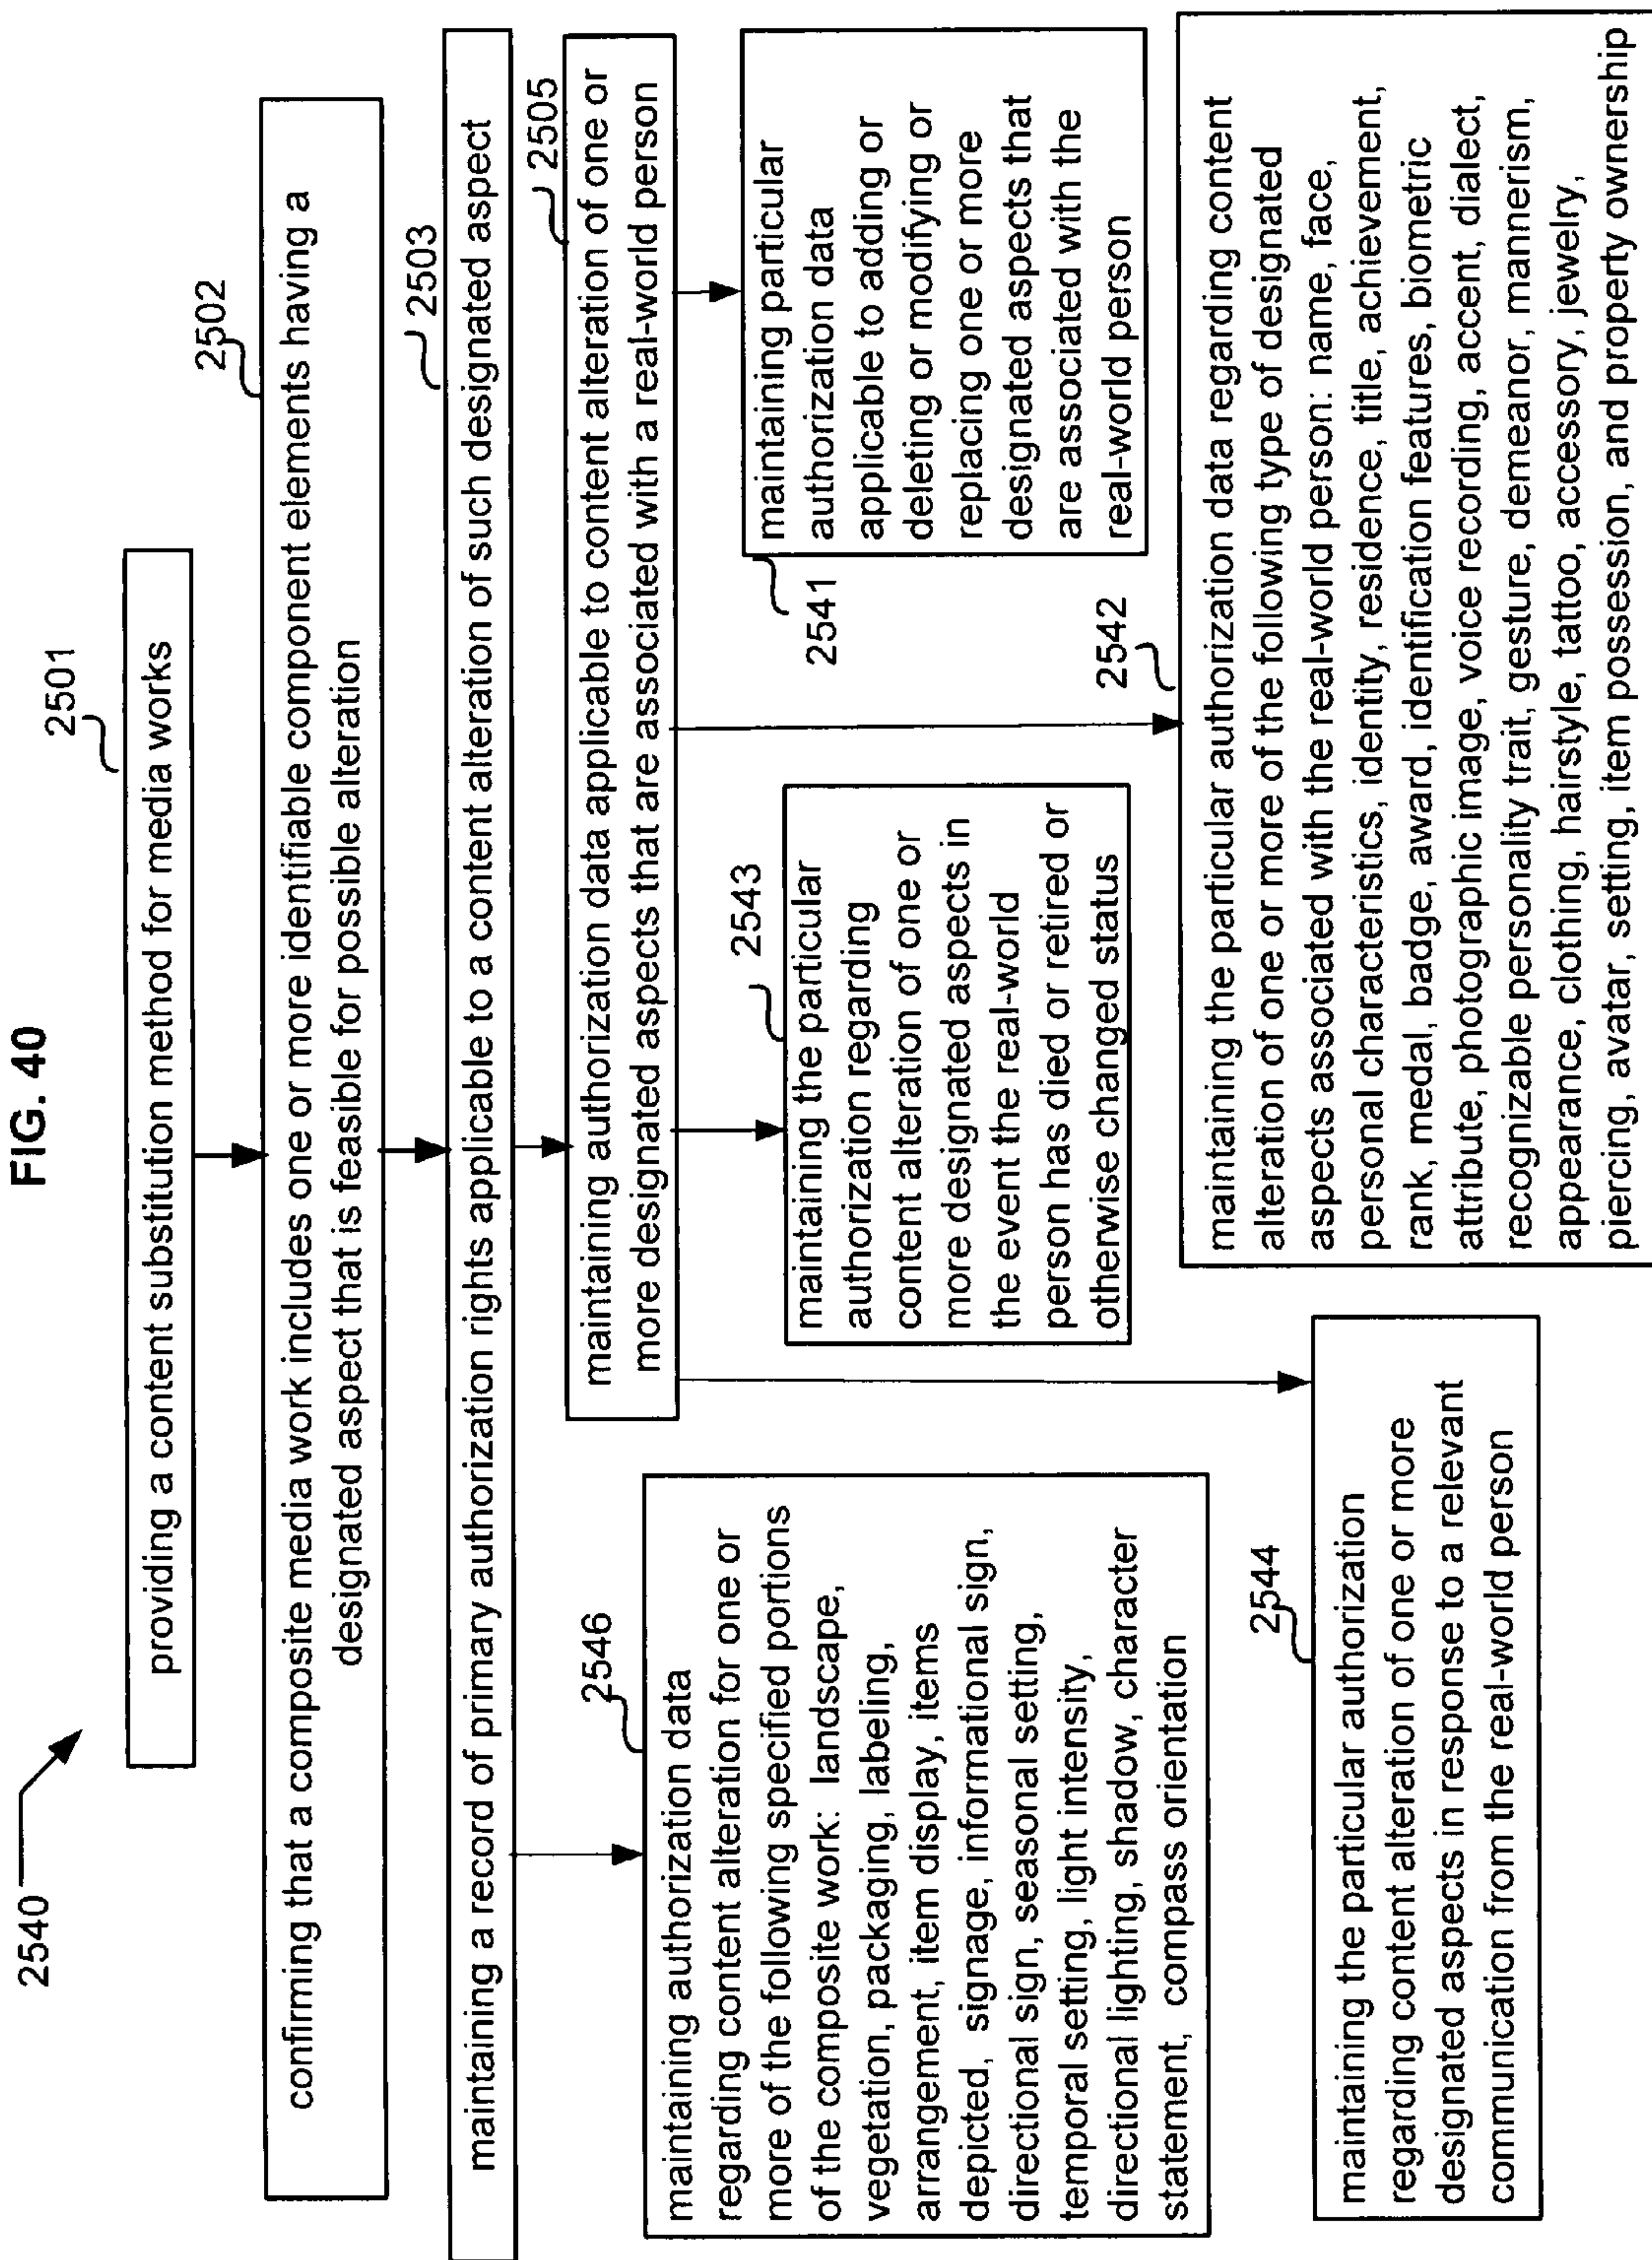 FIG. 40
2540
2501
providing a content substitution method for media works
2502
confirming that a composite media work includes one or more identifiable component elements having a
designated aspect that is feasible for possible alteration
2503
maintaining a record of primary authorization rights applicable to a content alteration of such designated aspect
2505
maintaining authorization data applicable to content alteration of one or
more designated aspects that are associated with a real-world person
2546
maintaining authorization data
regarding content alteration for one or
more of the following specified portions
of the composite work: landscape,
vegetation, packaging, labeling,
arrangement, item display, items
depicted, signage, informational sign,
directional sign, seasonal setting,
temporal setting, light intensity,
directional lighting, shadow, character
statement, compass orientation
2543
maintaining the particular
authorization regarding
content alteration of one or
more designated aspects in
the event the real-world
person has died or retired or
otherwise changed status
2541
maintaining particular
authorization data
applicable to adding or
deleting or modifying or
replacing one or more
designated aspects that
are associated with the
real-world person
2544
maintaining the particular authorization
regarding content alteration of one or more
designated aspects in response to a relevant
communication from the real-world person
2542
maintaining the particular authorization data regarding content
alteration of one or more of the following type of designated
aspects associated with the real-world person: name, face,
personal characteristics, identity, residence, title, achievement,
rank, medal, badge, award, identification features, biometric
attribute, photographic image, voice recording, accent, dialect,
recognizable personality trait, gesture, demeanor, mannerism,
appearance, clothing, hairstyle, tattoo, accessory, jewelry,
piercing, avatar, setting, item possession, and property ownership